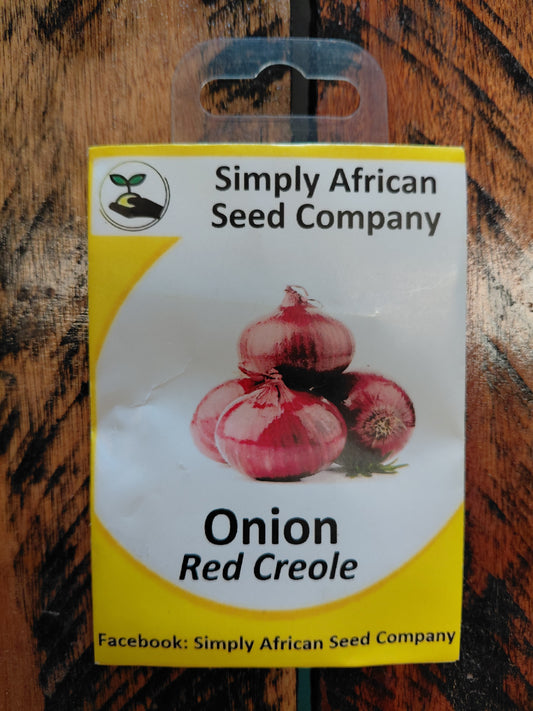 Simply African
Seed Company
Onion
Red Creole
Facebook: Simply African Seed Company